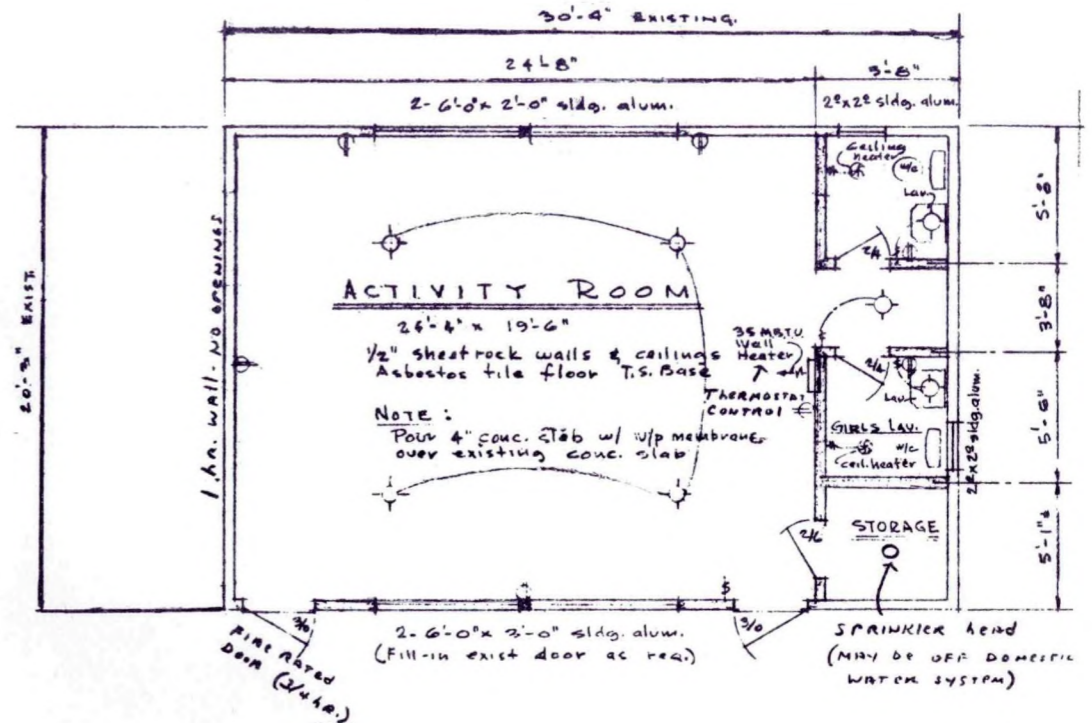 30'-4" EXISTING.
24'-8"
5'-8"
2- 6'-0" x 2'-0" sldg. alum.
2⁰x2⁰ sldg. alum.
20'-3" EXIST.
1 hr. WALL - NO OPENINGS
Ceiling heater
w/c
Lav.
5'-8"
2/4
$
ACTIVITY ROOM
24'-4" x 19'-6"
1/2" sheetrock walls & ceilings
Asbestos tile floor T.S. Base
35 M.B.T.U.
Wall
Heater
THERMOSTAT
CONTROL
3'-8"
NOTE:
Pour 4" conc. slab w/ w/p membrane
over existing conc. slab
2/4
$
Lav.
GIRLS LAV.
w/c
ceil. heater
2⁰x2⁰ sldg. alum.
5'-6"
2/6
STORAGE
5'-1"±
$
3/0
3/0
FIRE RATED
DOOR
(3/4 hr.)
2- 6'-0" x 3'-0" sldg. alum.
(Fill-in exist door as req.)
SPRINKLER head
(MAY BE OFF DOMESTIC
WATER SYSTEM)